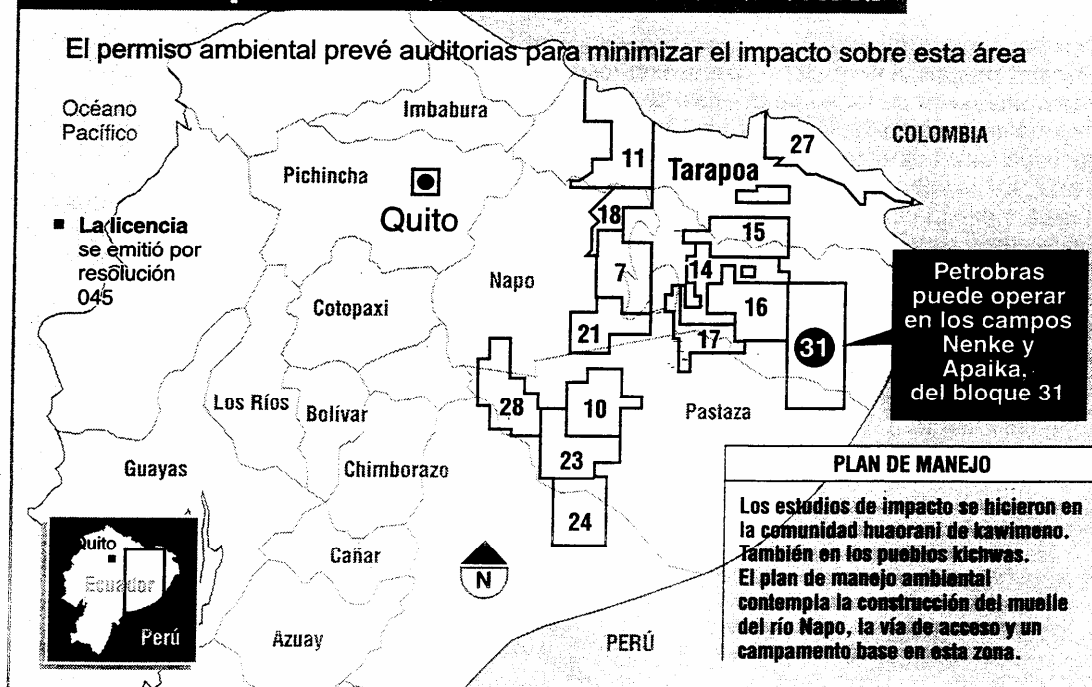 El permiso ambiental prevé auditorias para minimizar el impacto sobre esta área
Océano
Pacífico
Imbabura
COLOMBIA
27
11
Tarapoa
Pichincha
Quito
18
15
La licencia
se emitió por
resolución
045
7
14
Napo
16
Cotopaxi
21
17
31
Petrobras
puede operar
en los campos
Nenke y
Apaika,
del bloque 31
Los Ríos
Bolívar
28
10
Pastaza
Guayas
Chimborazo
23
24
PLAN DE MANEJO
Los estudios de impacto se hicieron en
la comunidad huaorani de kawimeno.
También en los pueblos kichwas.
El plan de manejo ambiental
contempla la construcción del muelle
del río Napo, la vía de acceso y un
campamento base en esta zona.
Quito
Ecuador
Perú
Cañar
N
Azuay
PERÚ